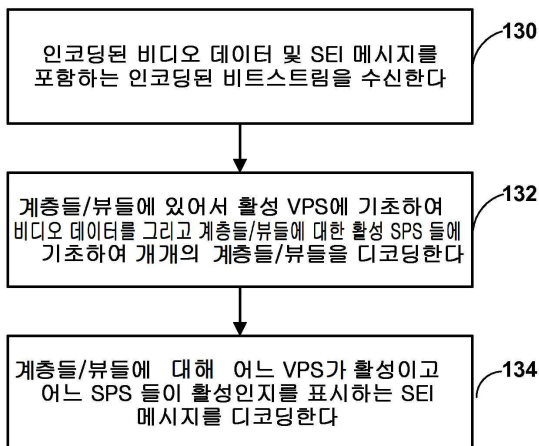 인코딩된 비디오 데이터 및 SEI 메시지를
포함하는 인코딩된 비트스트림을 수신한다
130
계층들/뷰들에 있어서 활성 VPS에 기초하여
비디오 데이터를 그리고 계층들/뷰들에 대한 활성 SPS 들에
기초하여 개개의 계층들/뷰들을 디코딩한다
132
계층들/뷰들에 대해 어느 VPS가 활성이고
어느 SPS 들이 활성인지를 표시하는 SEI
메시지를 디코딩한다
134